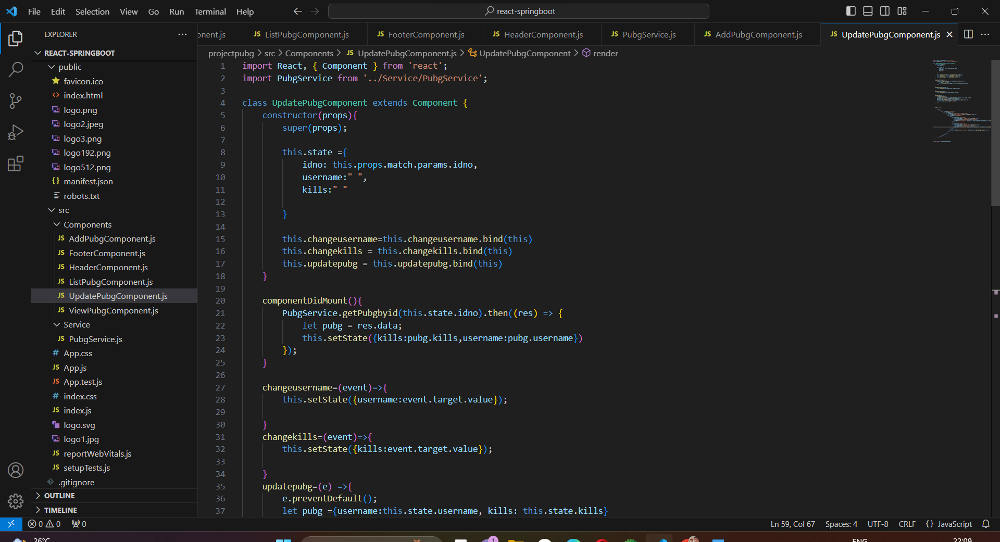 File Edit Selection View Go Run Terminal Help
react-springboot
EXPLORER
REACT-SPRINGBOOT
public
favicon.ico
index.html
logo.png
logo2.jpeg
logo3.png
logo192.png
logo512.png
manifest.json
robots.txt
src
Components
AddPubgComponent.js
FooterComponent.js
HeaderComponent.js
ListPubgComponent.js
UpdatePubgComponent.js
ViewPubgComponent.js
Service
PubgService.js
App.css
App.js
App.test.js
index.css
index.js
logo.svg
logo1.jpg
reportWebVitals.js
setupTests.js
.gitignore
OUTLINE
TIMELINE
onent.js JS ListPubgComponent.js JS FooterComponent.js JS HeaderComponent.js JS PubgService.js JS AddPubgComponent.js JS UpdatePubgComponent.js
projectpubg > src > Components > JS UpdatePubgComponent.js > UpdatePubgComponent > render
1 import React, { Component } from 'react';
2 import PubgService from '../Service/PubgService';
3
4 class UpdatePubgComponent extends Component {
5 constructor(props){
6 super(props);
7
8 this.state ={
9 idno: this.props.match.params.idno,
10 username:" ",
11 kills:" "
12
13 }
14
15 this.changeusername=this.changeusername.bind(this)
16 this.changekills = this.changekills.bind(this)
17 this.updatepubg = this.updatepubg.bind(this)
18 }
19
20 componentDidMount(){
21 PubgService.getPubgbyid(this.state.idno).then((res) => {
22 let pubg = res.data;
23 this.setState({kills:pubg.kills,username:pubg.username})
24 });
25 }
26
27 changeusername=(event)=>{
28 this.setState({username:event.target.value});
29
30 }
31 changekills=(event)=>{
32 this.setState({kills:event.target.value});
33
34 }
35 updatepubg=(e) =>{
36 e.preventDefault();
37 let pubg ={username:this.state.username, kills: this.state.kills}
0 0 0 Ln 59, Col 67 Spaces: 4 UTF-8 CRLF {} JavaScript
26°C 1 ENG 22:09